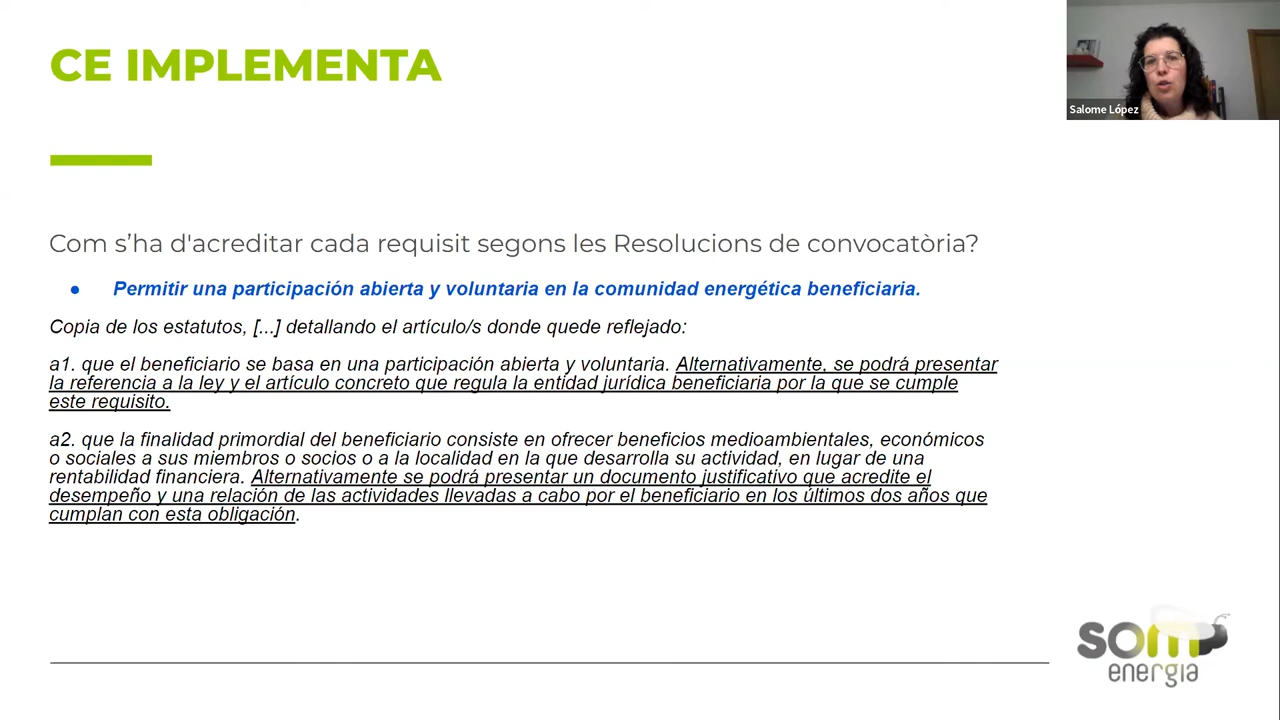 CE IMPLEMENTA
Salome López
Com s’ha d'acreditar cada requisit segons les Resolucions de convocatòria?
● Permitir una participación abierta y voluntaria en la comunidad energética beneficiaria.
Copia de los estatutos, [...] detallando el artículo/s donde quede reflejado:
a1. que el beneficiario se basa en una participación abierta y voluntaria. Alternativamente, se podrá presentar
la referencia a la ley y el artículo concreto que regula la entidad jurídica beneficiaria por la que se cumple
este requisito.
a2. que la finalidad primordial del beneficiario consiste en ofrecer beneficios medioambientales, económicos
o sociales a sus miembros o socios o a la localidad en la que desarrolla su actividad, en lugar de una
rentabilidad financiera. Alternativamente se podrá presentar un documento justificativo que acredite el
desempeño y una relación de las actividades llevadas a cabo por el beneficiario en los últimos dos años que
cumplan con esta obligación.
som
energia